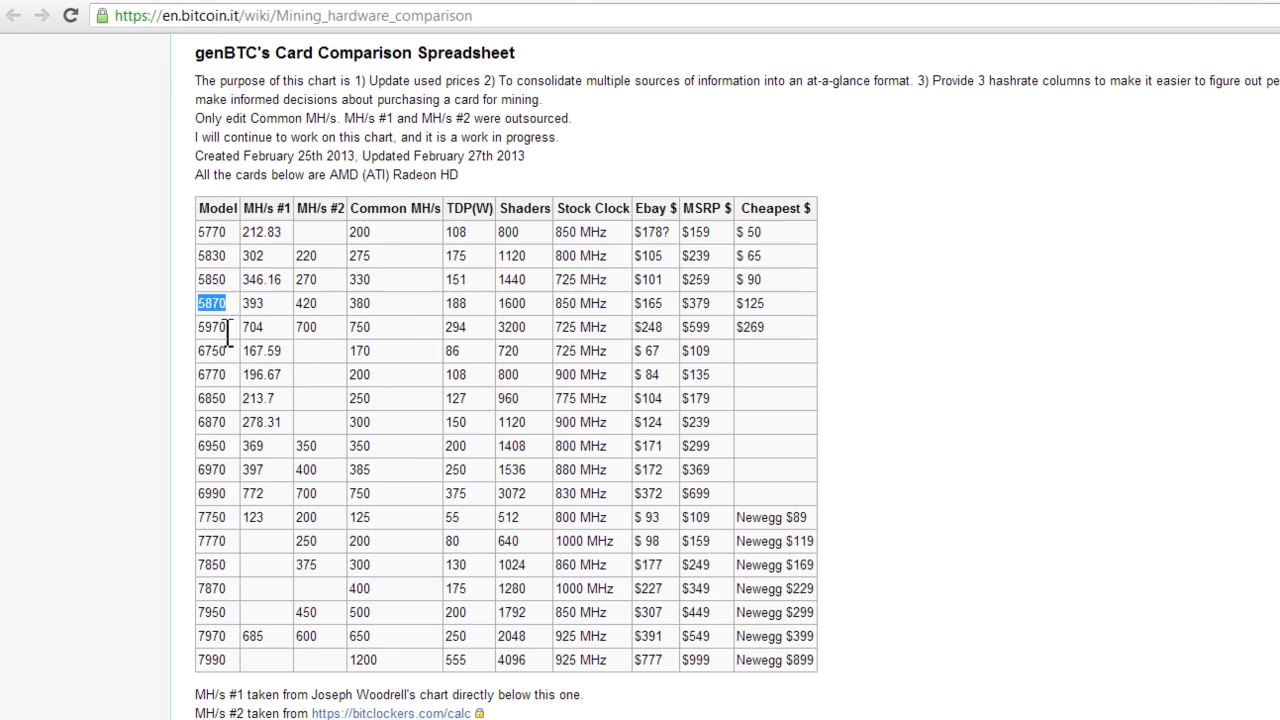 https://en.bitcoin.it/wiki/Mining_hardware_comparison
genBTC's Card Comparison Spreadsheet
The purpose of this chart is 1) Update used prices 2) To consolidate multiple sources of information into an at-a-glance format. 3) Provide 3 hashrate columns to make it easier to figure out pe
make informed decisions about purchasing a card for mining.
Only edit Common MH/s. MH/s #1 and MH/s #2 were outsourced.
I will continue to work on this chart, and it is a work in progress.
Created February 25th 2013, Updated February 27th 2013
All the cards below are AMD (ATI) Radeon HD
Model MH/s #1 MH/s #2 Common MH/s TDP(W) Shaders Stock Clock Ebay $ MSRP $ Cheapest $
5770 212.83 200 108 800 850 MHz $178? $159 $ 50
5830 302 220 275 175 1120 800 MHz $105 $239 $ 65
5850 346.16 270 330 151 1440 725 MHz $101 $259 $ 90
5870 393 420 380 188 1600 850 MHz $165 $379 $125
5970 704 700 750 294 3200 725 MHz $248 $599 $269
6750 167.59 170 86 720 725 MHz $ 67 $109
6770 196.67 200 108 800 900 MHz $ 84 $135
6850 213.7 250 127 960 775 MHz $104 $179
6870 278.31 300 150 1120 900 MHz $124 $239
6950 369 350 350 200 1408 800 MHz $171 $299
6970 397 400 385 250 1536 880 MHz $172 $369
6990 772 700 750 375 3072 830 MHz $372 $699
7750 123 200 125 55 512 800 MHz $ 93 $109 Newegg $89
7770 250 200 80 640 1000 MHz $ 98 $159 Newegg $119
7850 375 300 130 1024 860 MHz $177 $249 Newegg $169
7870 400 175 1280 1000 MHz $227 $349 Newegg $229
7950 450 500 200 1792 850 MHz $307 $449 Newegg $299
7970 685 600 650 250 2048 925 MHz $391 $549 Newegg $399
7990 1200 555 4096 925 MHz $777 $999 Newegg $899
MH/s #1 taken from Joseph Woodrell's chart directly below this one.
MH/s #2 taken from https://bitclockers.com/calc